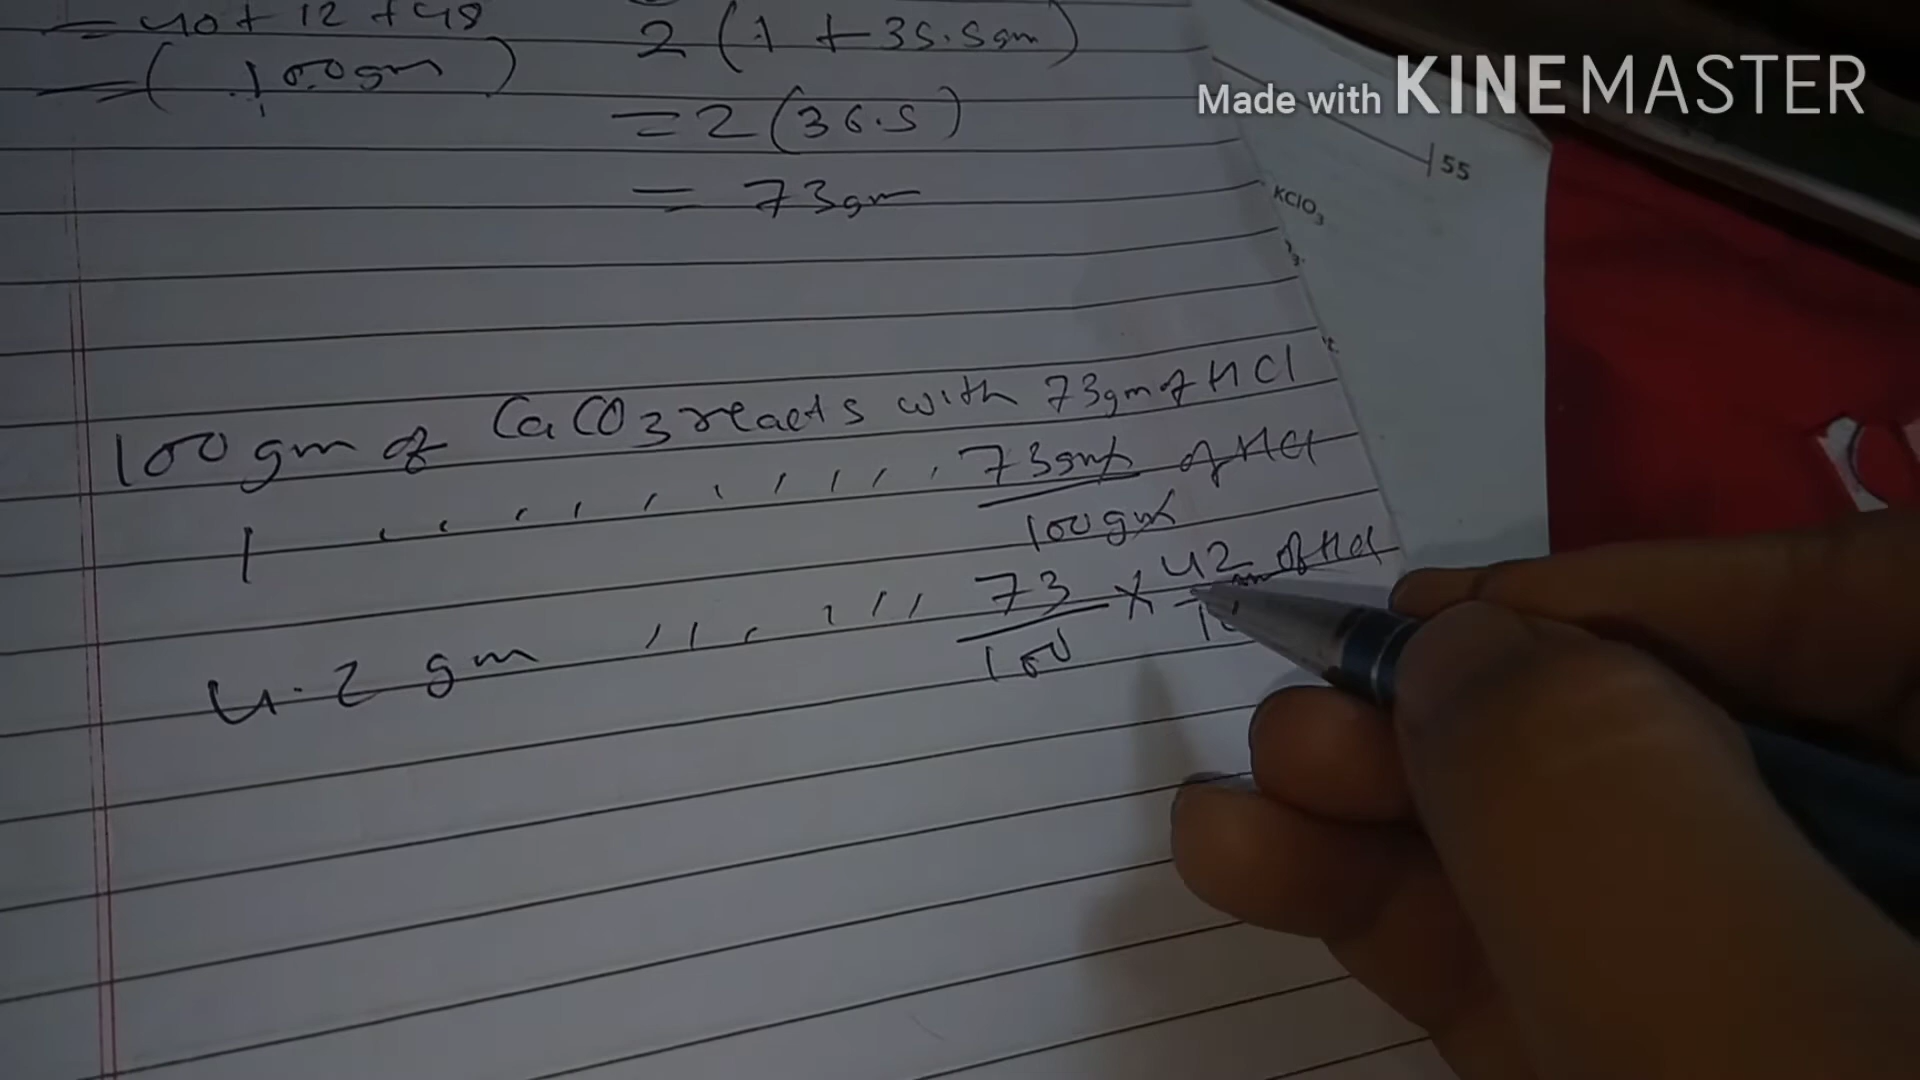 = 40 + 12 + 48
= (100gm)
2 (1 + 35.5gm)
= 2 (36.5)
= 73gm
Made with KINEMASTER
55
KClO3
100gm of CaCO3 reacts with 73gm of HCl
1 , , , , , , , , , , 73gm/100gm of HCl
4.2 gm , , , , , , 73/100 × 42 gm of HCl